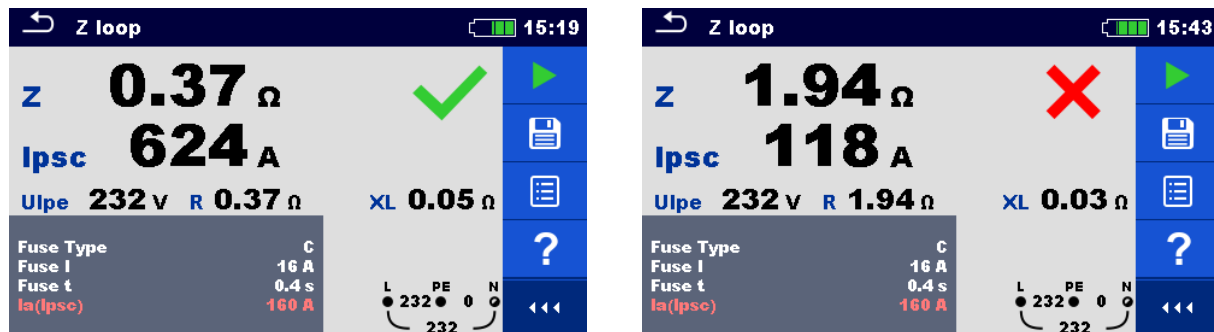 Z loop 15:19
Z 0.37 Ω
Ipsc 624 A
Ulpe 232 V R 0.37 Ω XL 0.05 Ω
Fuse Type C
Fuse I 16 A
Fuse t 0.4 s
Ia(Ipsc) 160 A
?
L PE N
232 0
232
Z loop 15:43
Z 1.94 Ω
Ipsc 118 A
Ulpe 232 V R 1.94 Ω XL 0.03 Ω
Fuse Type C
Fuse I 16 A
Fuse t 0.4 s
Ia(Ipsc) 160 A
?
L PE N
232 0
232